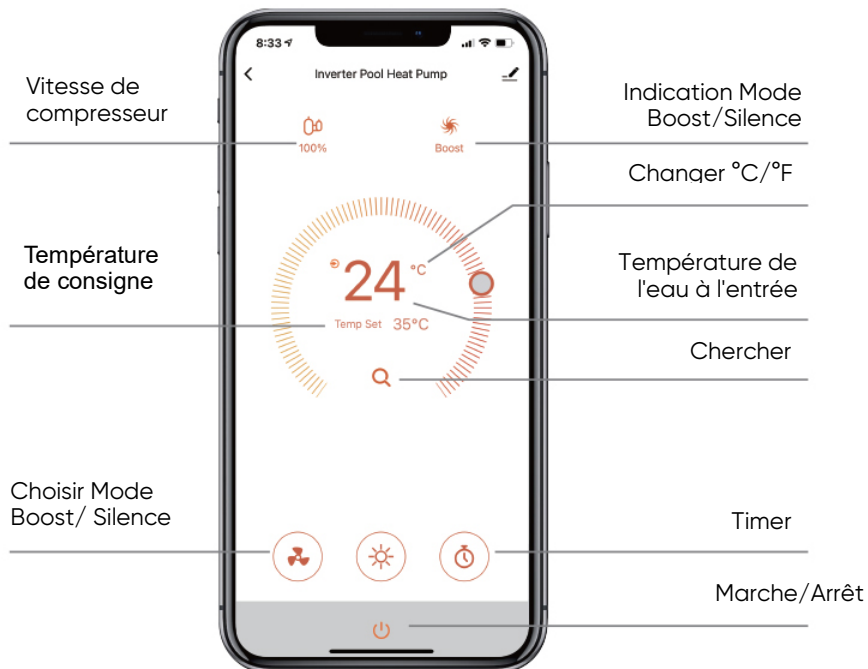 8:33
Inverter Pool Heat Pump
Vitesse de
compresseur
Indication Mode
Boost/Silence
100%
Boost
Changer °C/°F
Température
de consigne
24 °C
Température de
l'eau à l'entrée
Temp Set 35°C
Chercher
Choisir Mode
Boost/ Silence
Timer
Marche/Arrêt